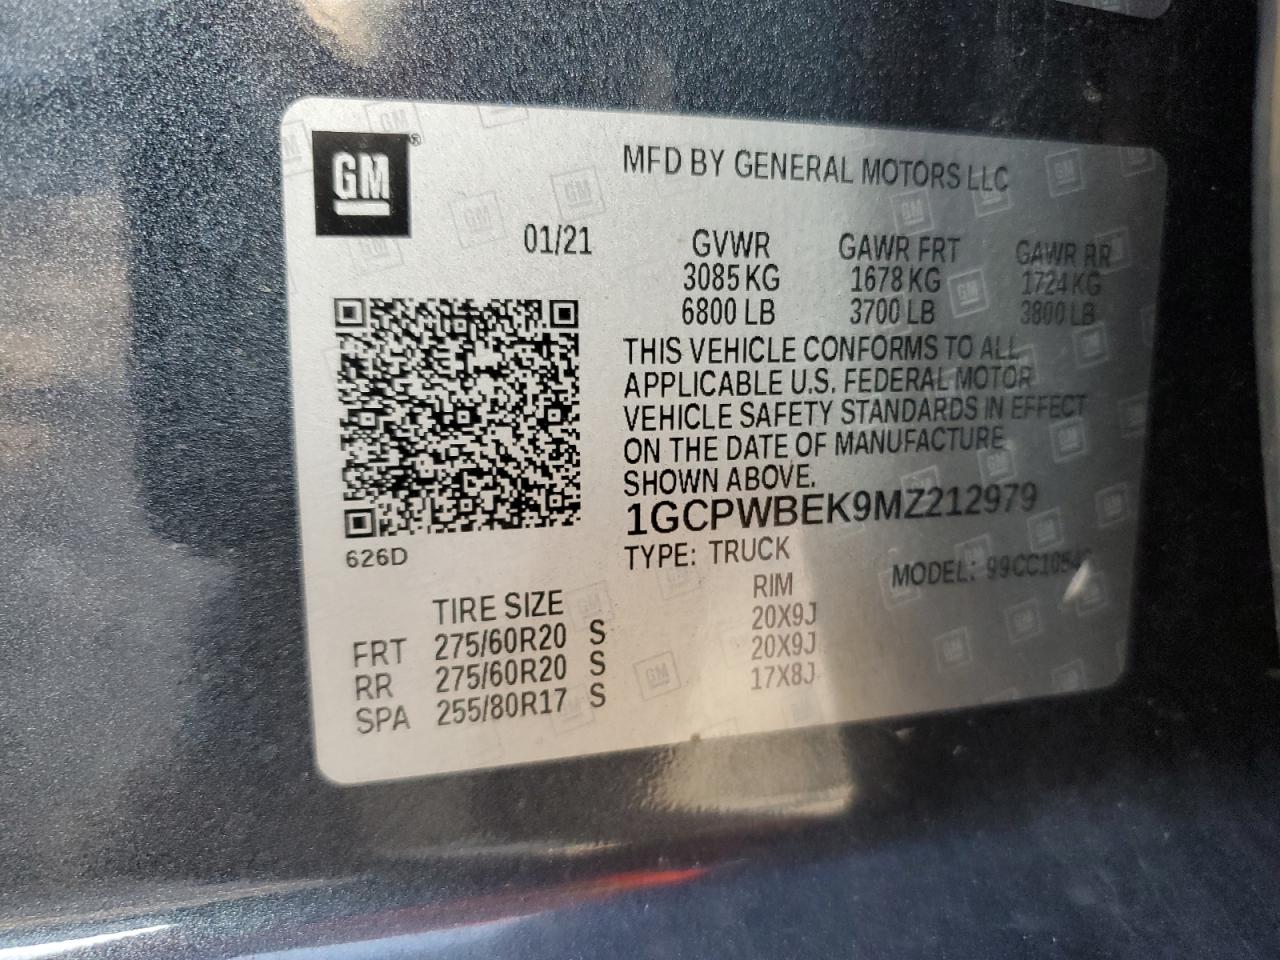 GM
MFD BY GENERAL MOTORS LLC
01/21 GVWR GAWR FRT GAWR RR
3085 KG 1678 KG 1724 KG
6800 LB 3700 LB 3800 LB
THIS VEHICLE CONFORMS TO ALL
APPLICABLE U.S. FEDERAL MOTOR
VEHICLE SAFETY STANDARDS IN EFFECT
ON THE DATE OF MANUFACTURE
SHOWN ABOVE.
1GCPWBEK9MZ212979
626D
TYPE: TRUCK
MODEL:
TIRE SIZE RIM
FRT 275/60R20 S 20X9J
RR 275/60R20 S 20X9J
SPA 255/80R17 S 17X8J